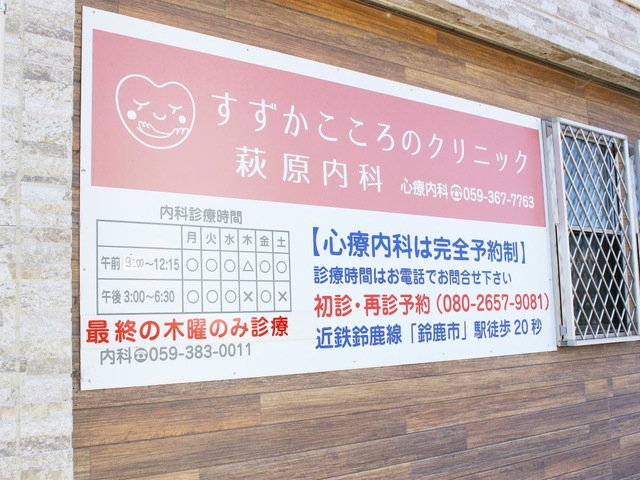 すずかこころのクリニック
萩原内科
心療内科☎059-367-7763
内科診療時間
月 火 水 木 金 土
午前 9:00～12:15 ○ ○ ○ △ ○ ○
午後 3:00～6:30 ○ ○ ○ × ○ ×
最終の木曜のみ診療
内科☎059-383-0011
【心療内科は完全予約制】
診療時間はお電話でお問合せ下さい
初診・再診予約（080-2657-9081）
近鉄鈴鹿線「鈴鹿市」駅徒歩20秒